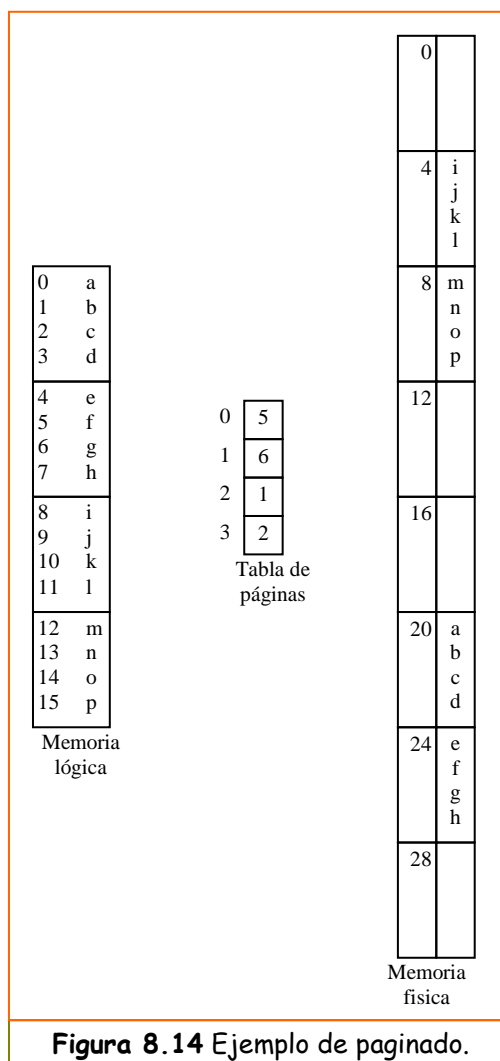 0 a
1 b
2 c
3 d
4 e
5 f
6 g
7 h
8 i
9 j
10 k
11 l
12 m
13 n
14 o
15 p
Memoria
lógica
0 5
1 6
2 1
3 2
Tabla de
páginas
0
4 i
j
k
l
8 m
n
o
p
12
16
20 a
b
c
d
24 e
f
g
h
28
Memoria
fisica
Figura 8.14 Ejemplo de paginado.